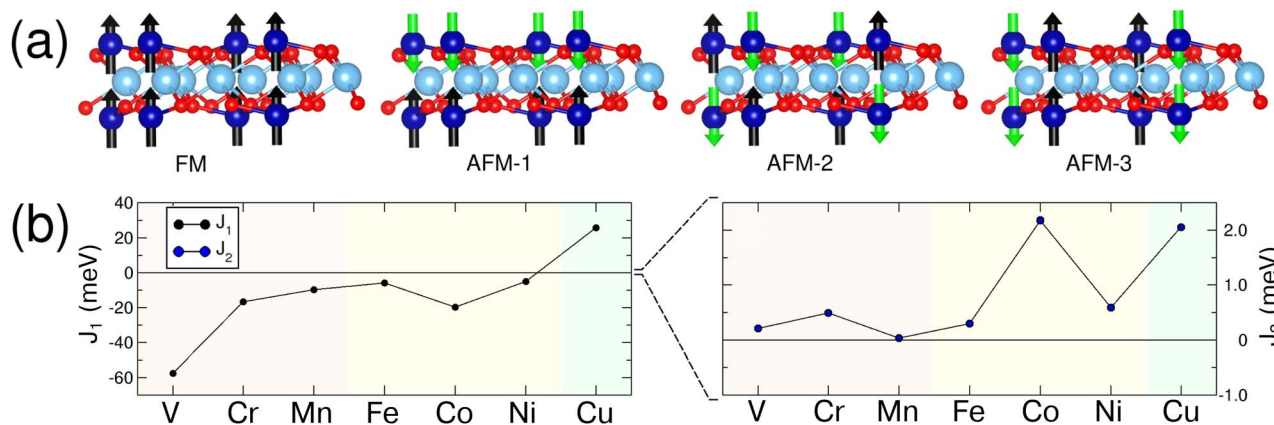 (a)
FM
AFM-1
AFM-2
AFM-3
(b)
J₁ (meV)
40
20
0
-20
-40
-60
J₁
J₂
V Cr Mn Fe Co Ni Cu
V Cr Mn Fe Co Ni Cu
2.0
1.0
0
-1.0
(meV)